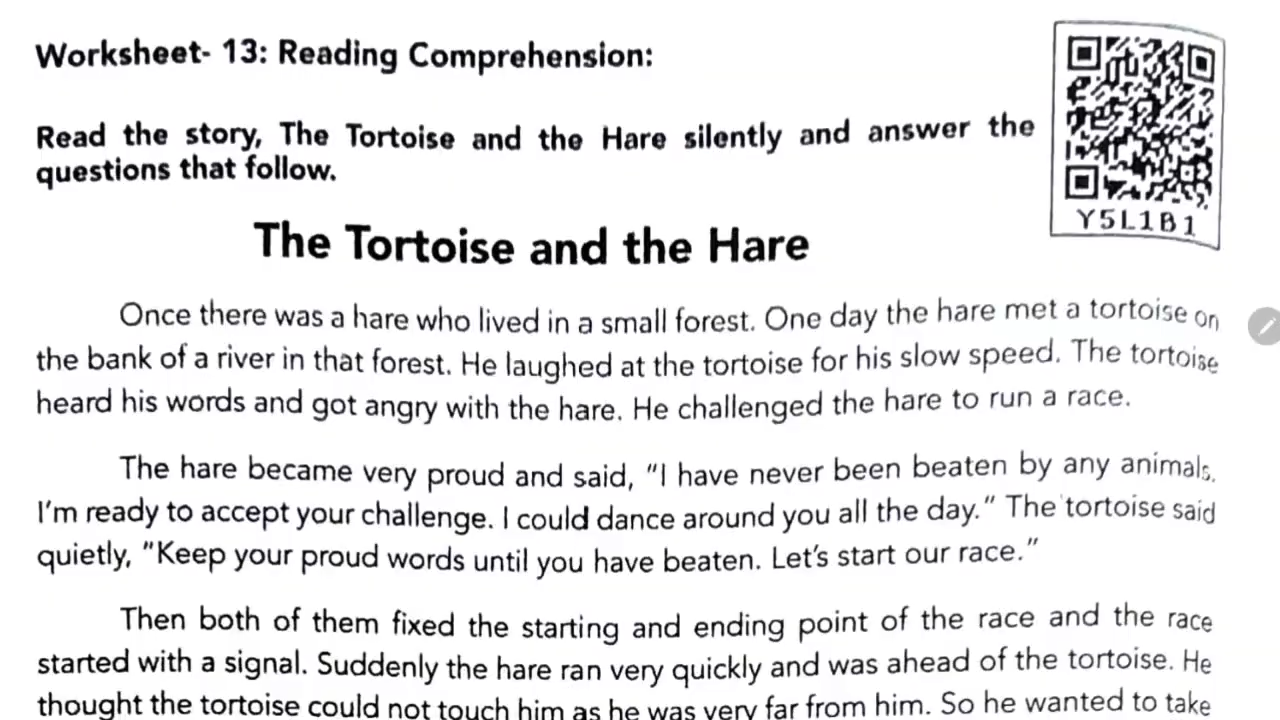 Worksheet- 13: Reading Comprehension:
Read the story, The Tortoise and the Hare silently and answer the
questions that follow.
Y5L1B1
The Tortoise and the Hare
Once there was a hare who lived in a small forest. One day the hare met a tortoise on
the bank of a river in that forest. He laughed at the tortoise for his slow speed. The tortoise
heard his words and got angry with the hare. He challenged the hare to run a race.
The hare became very proud and said, “I have never been beaten by any animals.
I’m ready to accept your challenge. I could dance around you all the day.” The tortoise said
quietly, “Keep your proud words until you have beaten. Let’s start our race.”
Then both of them fixed the starting and ending point of the race and the race
started with a signal. Suddenly the hare ran very quickly and was ahead of the tortoise. He
thought the tortoise could not touch him as he was very far from him. So he wanted to take